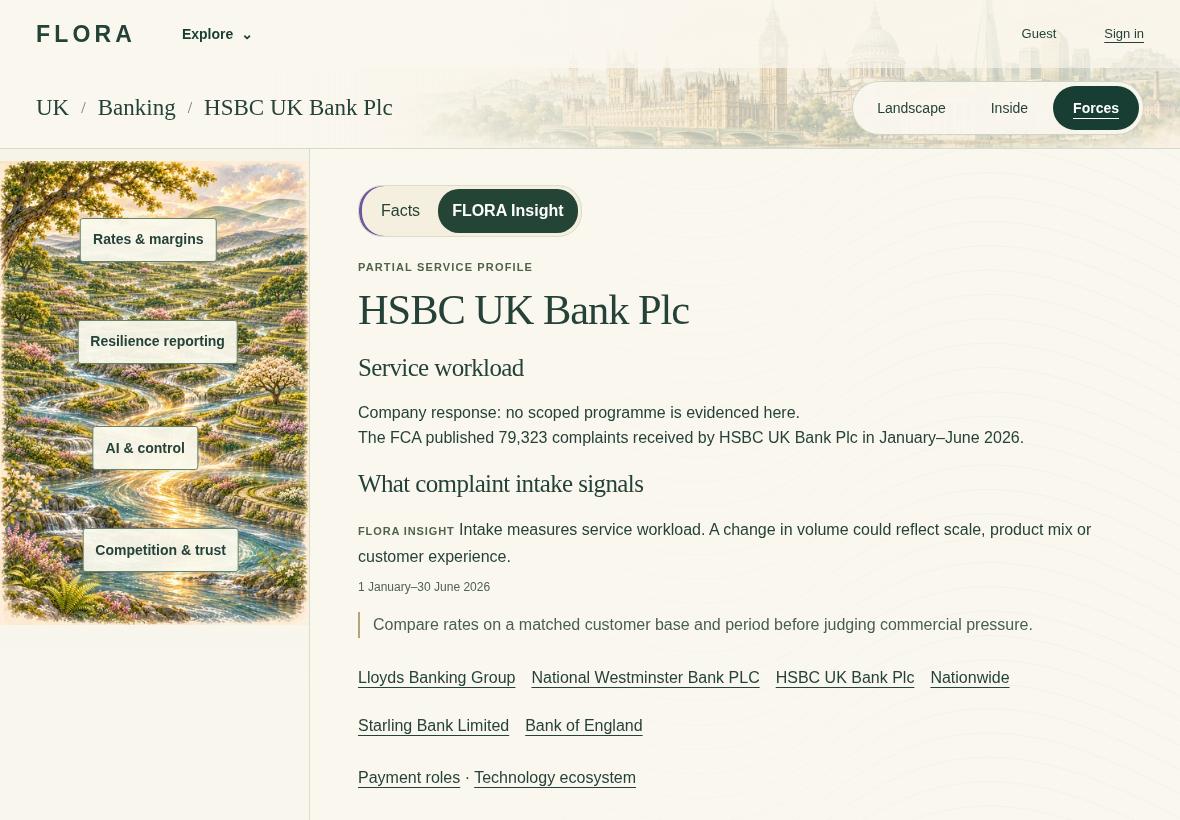 FLORA
Explore
Guest
Sign in
UK / Banking / HSBC UK Bank Plc
Landscape
Inside
Forces
Rates & margins
Resilience reporting
AI & control
Competition & trust
Facts
FLORA Insight
PARTIAL SERVICE PROFILE
HSBC UK Bank Plc
Service workload
Company response: no scoped programme is evidenced here.
The FCA published 79,323 complaints received by HSBC UK Bank Plc in January–June 2026.
What complaint intake signals
FLORA INSIGHT Intake measures service workload. A change in volume could reflect scale, product mix or
customer experience.
1 January–30 June 2026
Compare rates on a matched customer base and period before judging commercial pressure.
Lloyds Banking Group National Westminster Bank PLC HSBC UK Bank Plc Nationwide
Starling Bank Limited Bank of England
Payment roles · Technology ecosystem